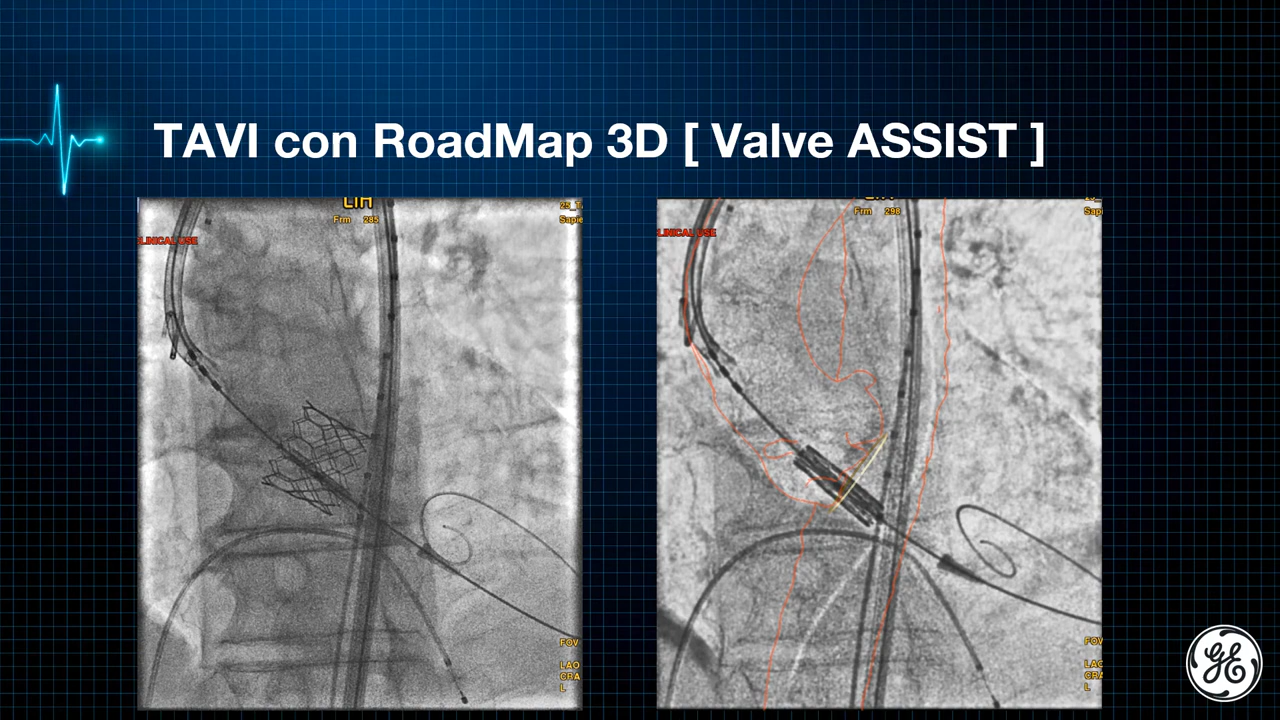 TAVI con RoadMap 3D [ Valve ASSIST ]
Frm 285
LINICAL USE
FOV
LAO
CRA
L
Frm 298
LINICAL USE
FOV
LAO
CRA
L
GE